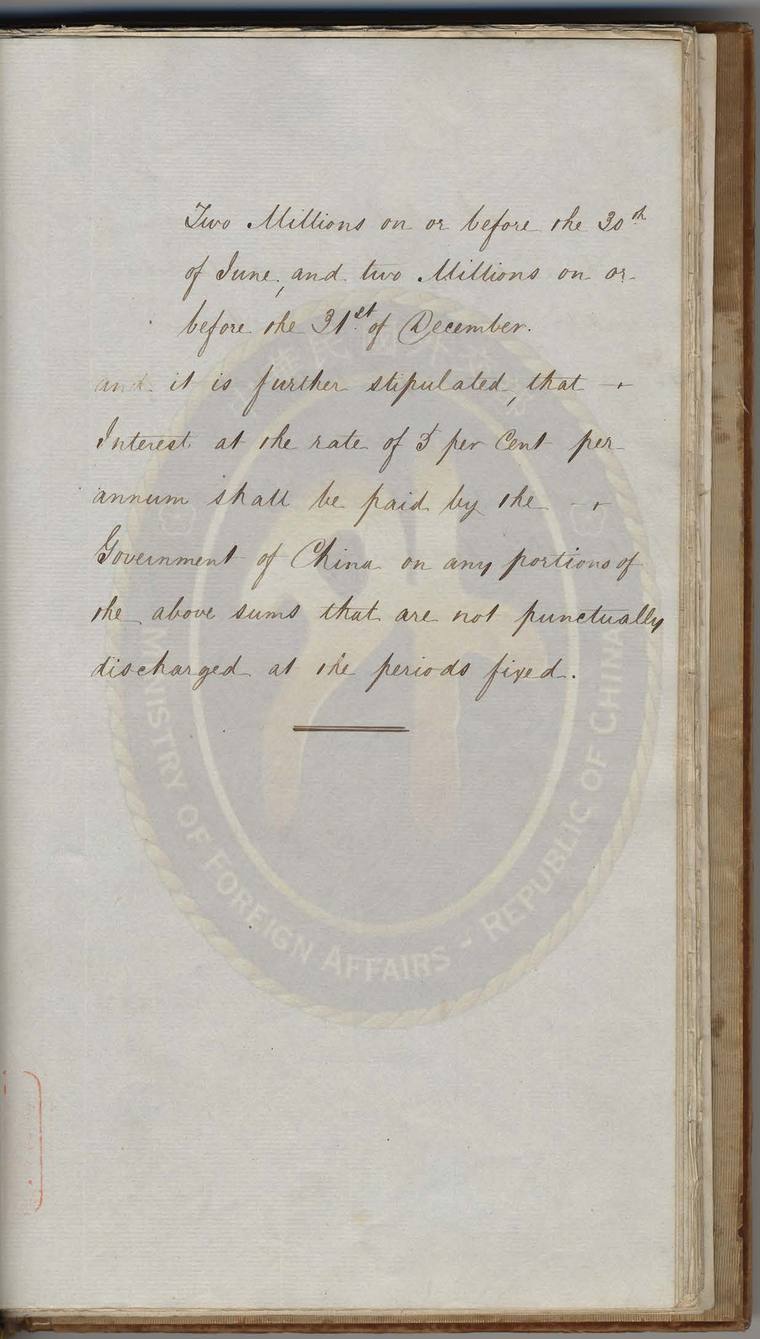 Two Millions on or before the 30th
of June, and two Millions on or
before the 31st of December.
and it is further stipulated, that
Interest at the rate of 5 per Cent per
annum shall be paid by the
Government of China on any portions of
the above sums that are not punctually
discharged at the periods fixed.
MINISTRY OF FOREIGN AFFAIRS - REPUBLIC OF CHINA